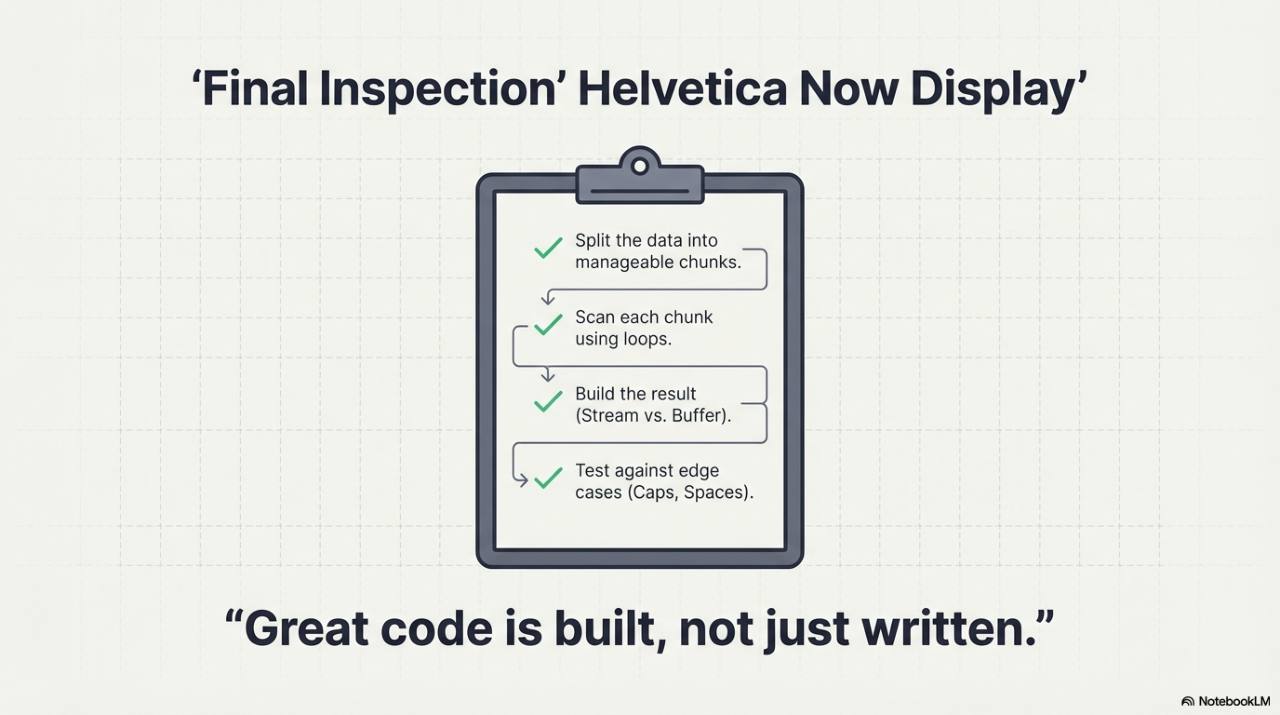 ‘Final Inspection’ Helvetica Now Display’
Split the data into
manageable chunks.
Scan each chunk
using loops.
Build the result
(Stream vs. Buffer).
Test against edge
cases (Caps, Spaces).
“Great code is built, not just written.”
NotebookLM